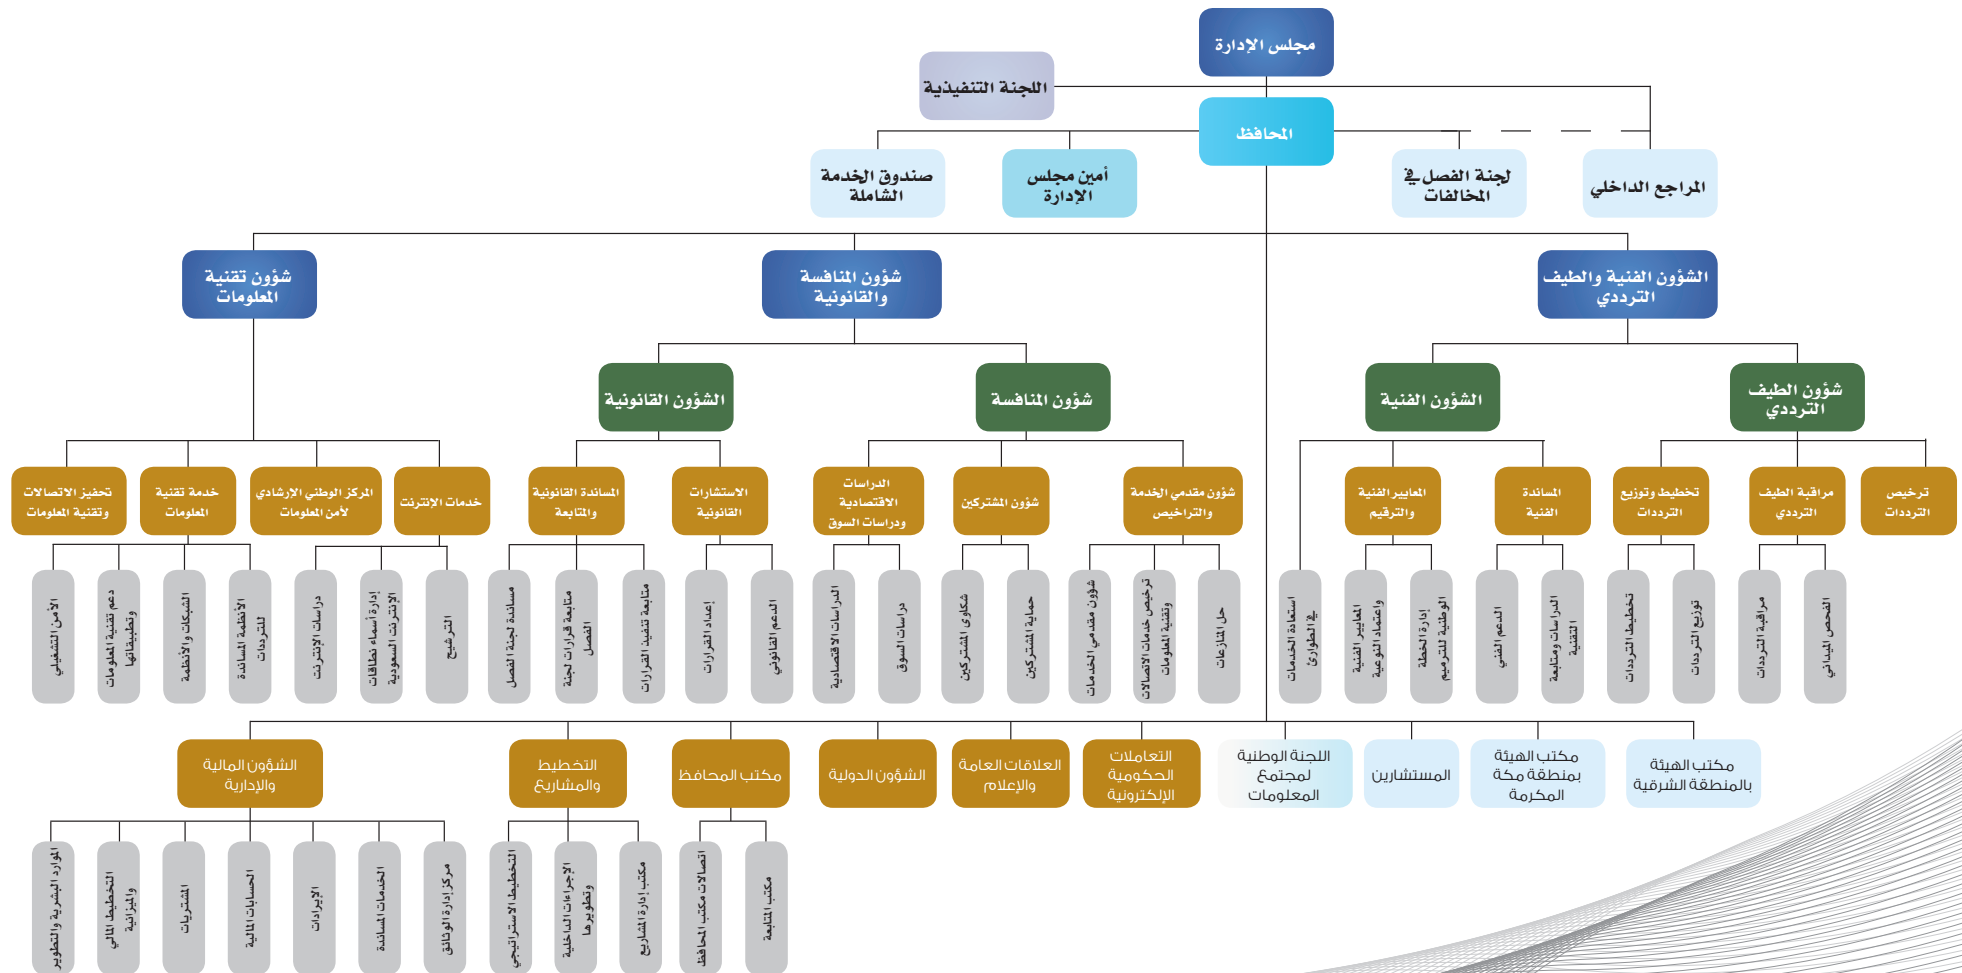 مجلس الإدارة
اللجنة التنفيذية
المحافظ
المراجع الداخلي
لجنة الفصل في
المخالفات
أمين مجلس
الإدارة
صندوق الخدمة
الشاملة
الشؤون الفنية والطيف
الترددي
شؤون المنافسة
والقانونية
شؤون تقنية
المعلومات
شؤون الطيف
الترددي
الشؤون الفنية
شؤون المنافسة
الشؤون القانونية
ترخيص
الترددات
مراقبة الطيف
الترددي
تخطيط وتوزيع
الترددات
المساندة
الفنية
المعايير الفنية
والترقيم
شؤون مقدمي الخدمة
والتراخيص
شؤون المشتركين
الدراسات
الاقتصادية
ودراسات السوق
الاستشارات
القانونية
المساندة القانونية
والمتابعة
خدمات الإنترنت
المركز الوطني الإرشادي
لأمن المعلومات
خدمة تقنية
المعلومات
تحفيز الاتصالات
وتقنية المعلومات
الفحص الميداني
مراقبة الترددات
توزيع الترددات
تخطيط الترددات
الدراسات ومتابعة
التقنية
الدعم الفني
إدارة الخطة
الوطنية للترميم
المعايير الفنية
واعتماد النوعية
استعادة الخدمات
في الطوارئ
حل المنازعات
ترخيص خدمات الاتصالات
وتقنية المعلومات
شؤون مقدمي الخدمات
حماية المشتركين
شكاوى المشتركين
دراسات السوق
الدراسات الاقتصادية
الدعم القانوني
إعداد القرارات
متابعة تنفيذ القرارات
متابعة قرارات لجنة
الفصل
مساندة لجنة الفصل
الترشيح
إدارة أسماء نطاقات
الإنترنت السعودية
دراسات الإنترنت
الأنظمة المساندة
للترددات
الشبكات والأنظمة
دعم تقنية المعلومات
وتطبيقاتها
الأمن التشغيلي
مكتب الهيئة
بالمنطقة الشرقية
مكتب الهيئة
بمنطقة مكة
المكرمة
المستشارين
اللجنة الوطنية
لمجتمع
المعلومات
التعاملات
الحكومية
الإلكترونية
العلاقات العامة
والإعلام
الشؤون الدولية
مكتب المحافظ
التخطيط
والمشاريع
الشؤون المالية
والإدارية
مكتب المتابعة
اتصالات مكتب المحافظ
مكتب إدارة المشاريع
الإجراءات الداخلية
وتطويرها
التخطيط الاستراتيجي
مركز إدارة الوثائق
الخدمات المساندة
الإيرادات
الحسابات المالية
المشتريات
التخطيط المالي
والميزانية
الموارد البشرية والتطوير